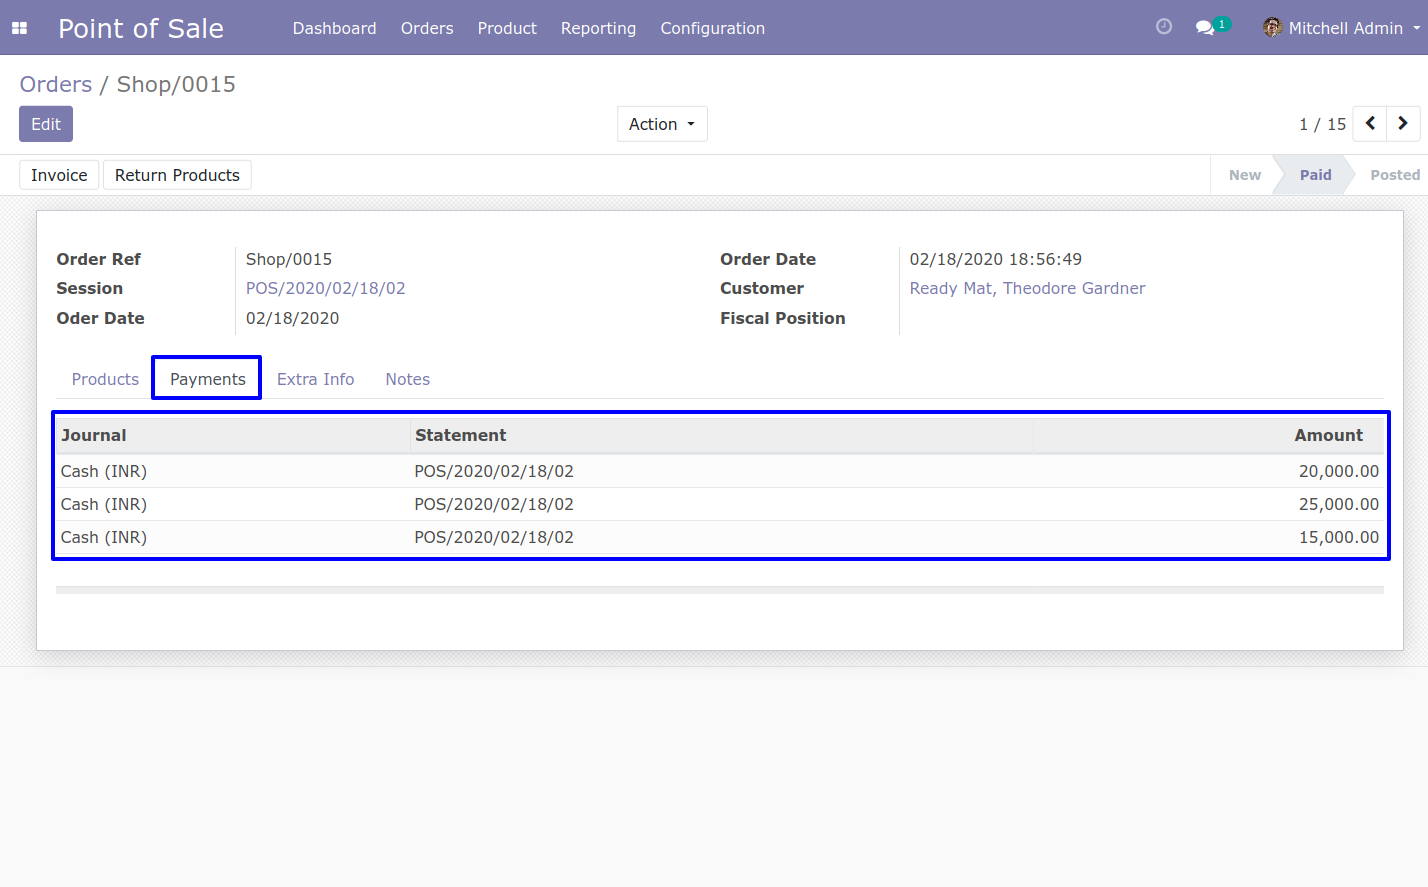 Point of Sale Dashboard Orders Product Reporting Configuration 1 Mitchell Admin
Orders / Shop/0015
Edit Action 1 / 15
Invoice Return Products New Paid Posted
Order Ref Shop/0015 Order Date 02/18/2020 18:56:49
Session POS/2020/02/18/02 Customer Ready Mat, Theodore Gardner
Oder Date 02/18/2020 Fiscal Position
Products Payments Extra Info Notes
Journal Statement Amount
Cash (INR) POS/2020/02/18/02 20,000.00
Cash (INR) POS/2020/02/18/02 25,000.00
Cash (INR) POS/2020/02/18/02 15,000.00